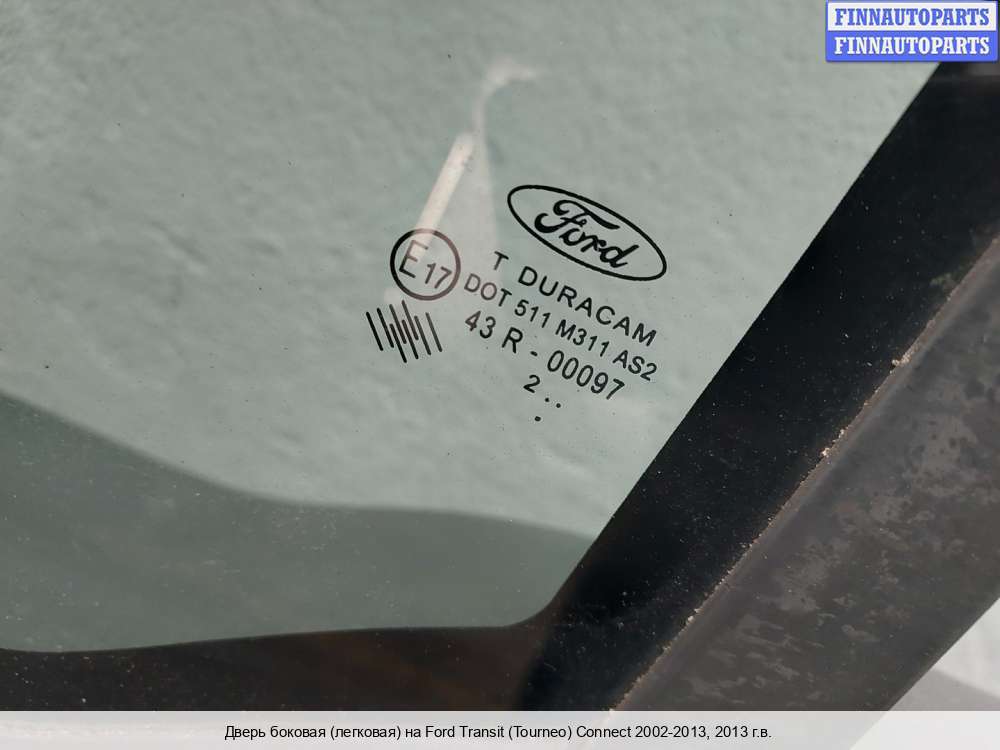 FINNAUTOPARTS
FINNAUTOPARTS
Ford
E17
T DURACAM
DOT 511 M311 AS2
43 R - 00097
2 . .
.
Дверь боковая (легковая) на Ford Transit (Tourneo) Connect 2002-2013, 2013 г.в.